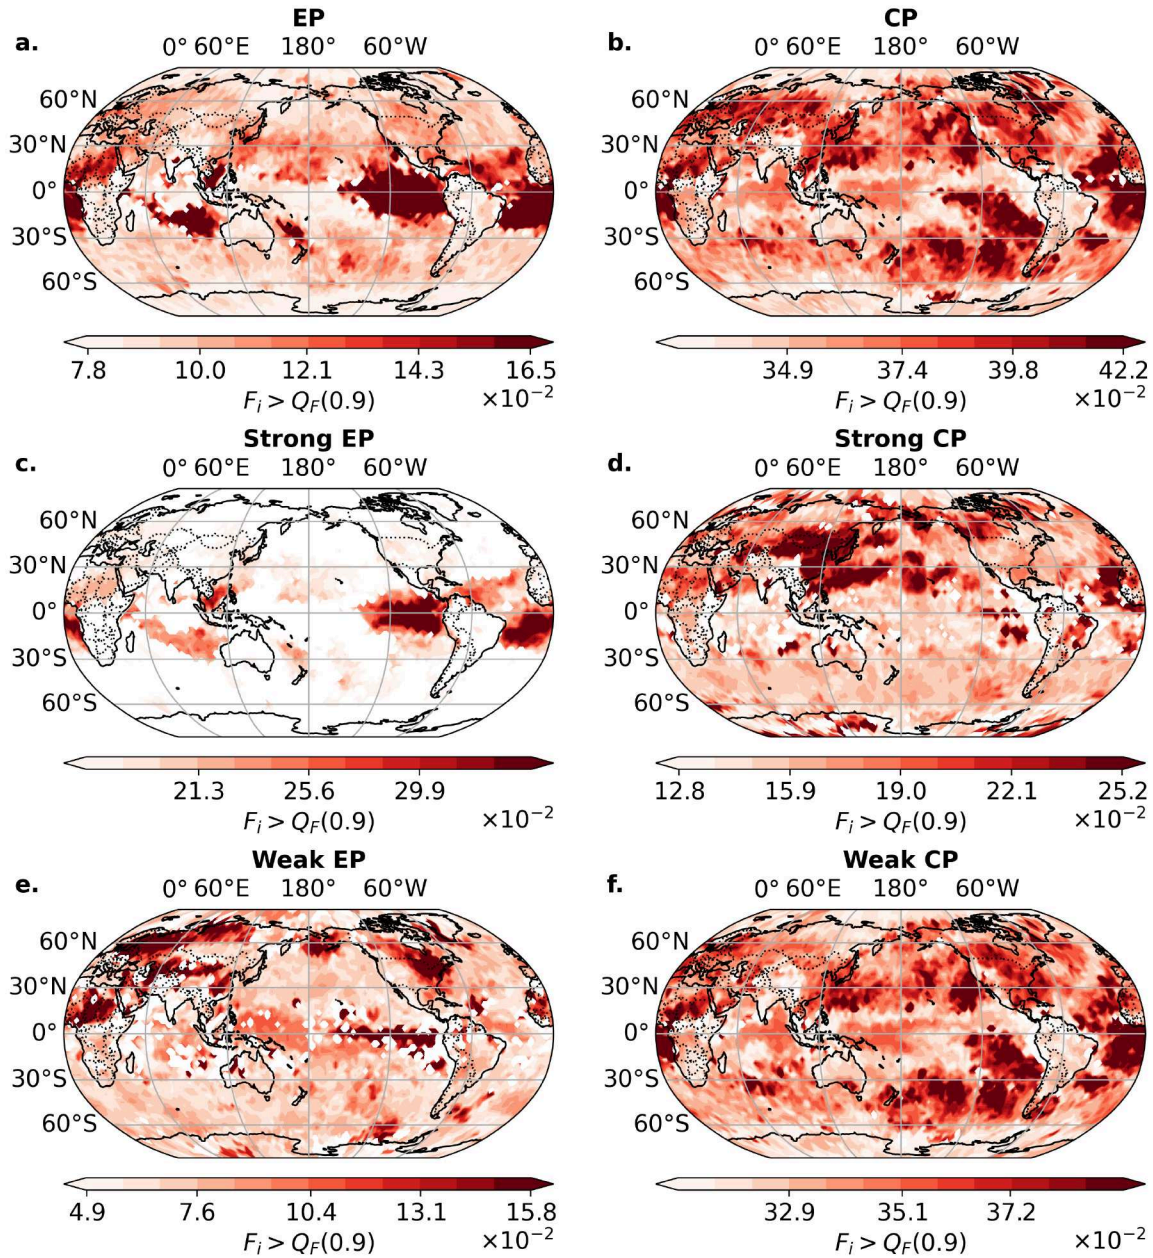 EP
a.
0° 60°E 180° 60°W
60°N
30°N
0°
30°S
60°S
7.8 10.0 12.1 14.3 16.5
F_i > Q_F(0.9) ×10⁻²
CP
b.
0° 60°E 180° 60°W
34.9 37.4 39.8 42.2
F_i > Q_F(0.9) ×10⁻²
Strong EP
c.
0° 60°E 180° 60°W
60°N
30°N
0°
30°S
60°S
21.3 25.6 29.9
F_i > Q_F(0.9) ×10⁻²
Strong CP
d.
0° 60°E 180° 60°W
60°N
30°N
0°
30°S
60°S
12.8 15.9 19.0 22.1 25.2
F_i > Q_F(0.9) ×10⁻²
Weak EP
e.
0° 60°E 180° 60°W
60°N
30°N
0°
30°S
60°S
4.9 7.6 10.4 13.1 15.8
F_i > Q_F(0.9) ×10⁻²
Weak CP
f.
0° 60°E 180° 60°W
60°N
30°N
0°
30°S
60°S
32.9 35.1 37.2
F_i > Q_F(0.9) ×10⁻²